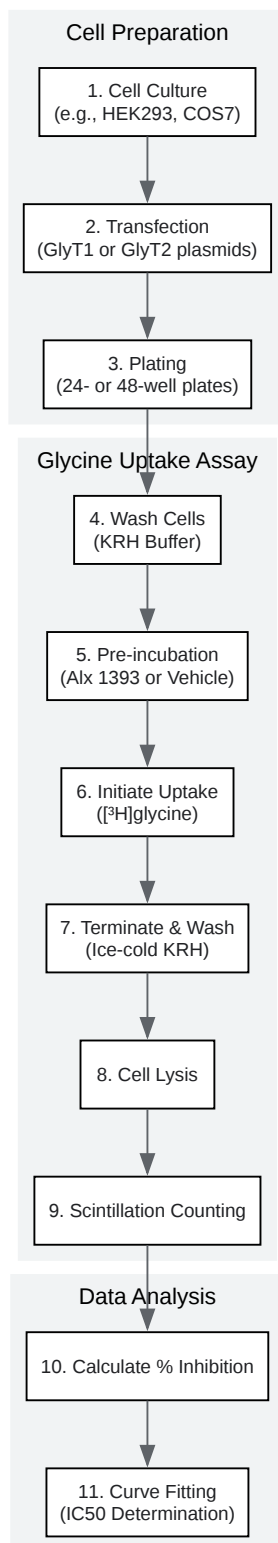 Cell Preparation
1. Cell Culture
(e.g., HEK293, COS7)
2. Transfection
(GlyT1 or GlyT2 plasmids)
3. Plating
(24- or 48-well plates)
Glycine Uptake Assay
4. Wash Cells
(KRH Buffer)
5. Pre-incubation
(Alx 1393 or Vehicle)
6. Initiate Uptake
([³H]glycine)
7. Terminate & Wash
(Ice-cold KRH)
8. Cell Lysis
9. Scintillation Counting
Data Analysis
10. Calculate % Inhibition
11. Curve Fitting
(IC50 Determination)